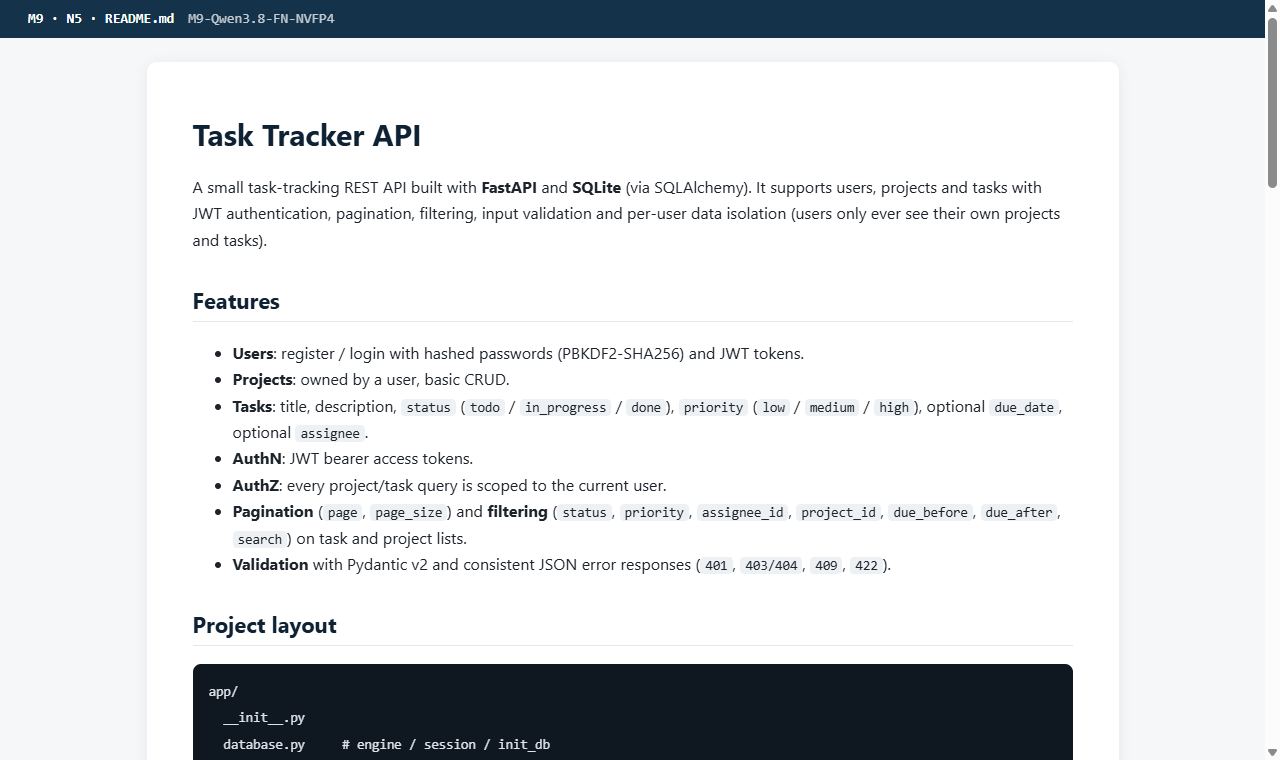 M9 · N5 · README.md M9-Qwen3.8-FN-NVFP4
Task Tracker API
A small task-tracking REST API built with FastAPI and SQLite (via SQLAlchemy). It supports users, projects and tasks with
JWT authentication, pagination, filtering, input validation and per-user data isolation (users only ever see their own projects
and tasks).
Features
• Users: register / login with hashed passwords (PBKDF2-SHA256) and JWT tokens.
• Projects: owned by a user, basic CRUD.
• Tasks: title, description, status ( todo / in_progress / done ), priority ( low / medium / high ), optional due_date ,
optional assignee .
• AuthN: JWT bearer access tokens.
• AuthZ: every project/task query is scoped to the current user.
• Pagination ( page , page_size ) and filtering ( status , priority , assignee_id , project_id , due_before , due_after ,
search ) on task and project lists.
• Validation with Pydantic v2 and consistent JSON error responses ( 401 , 403/404 , 409 , 422 ).
Project layout
app/
__init__.py
database.py # engine / session / init_db